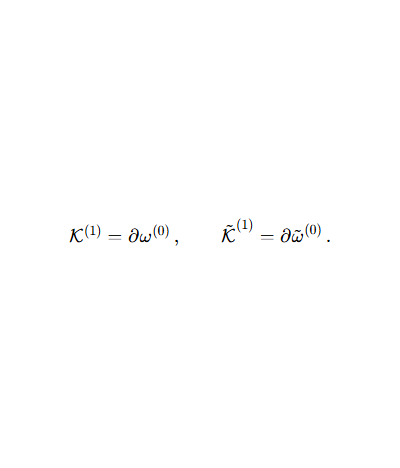 𝒦⁽¹⁾ = ∂ω⁽⁰⁾ , 𝒦̃⁽¹⁾ = ∂ω̃⁽⁰⁾ .